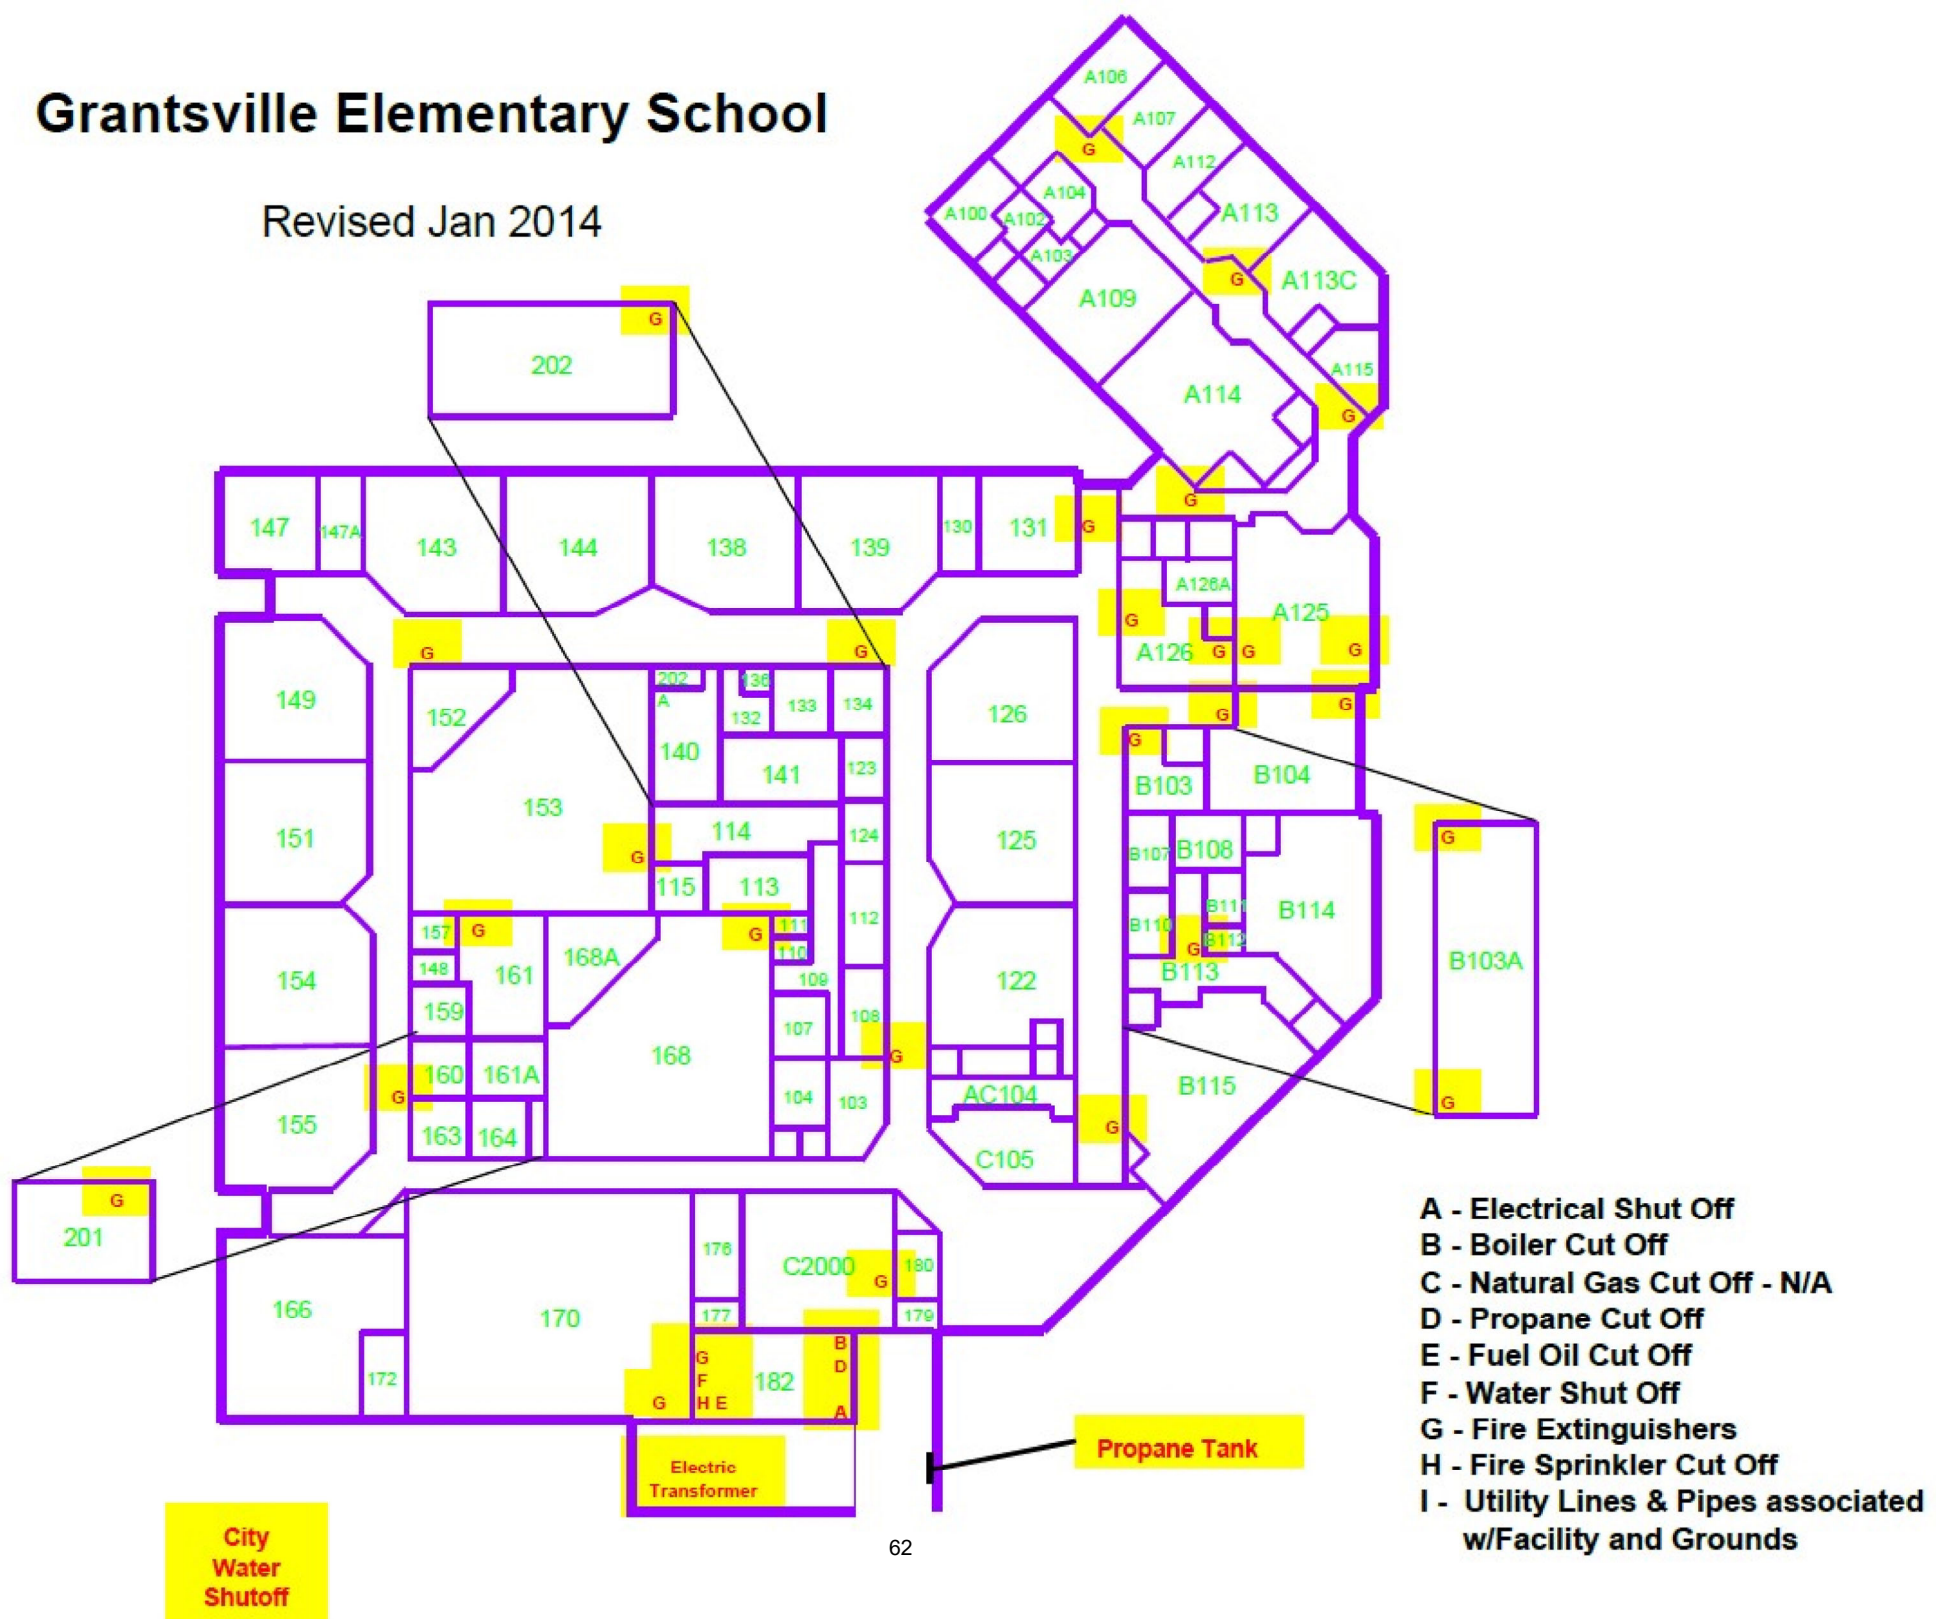 Grantsville Elementary School
Revised Jan 2014
A106
A107
G
A112
A104
A100
A102
A113
A103
G
A113C
A109
G
202
A115
A114
G
G
147
147A
143
144
138
139
130
131
G
A126A
G
A125
G
G
A126
G
G
G
149
152
202
A
136
132
133
134
126
G
G
G
140
141
123
B103
B104
151
153
114
124
125
G
115
113
B107
B108
G
112
B111
B114
157
G
G
111
B110
G
B112
148
161
168A
110
B113
B103A
154
109
122
159
107
108
168
G
160
161A
AC104
B115
G
104
103
G
155
163
164
G
C105
G
201
176
C2000
180
G
166
170
177
179
B
G
D
172
F
182
G
H E
A
Electric
Transformer
Propane Tank
City
Water
Shutoff
62
A - Electrical Shut Off
B - Boiler Cut Off
C - Natural Gas Cut Off - N/A
D - Propane Cut Off
E - Fuel Oil Cut Off
F - Water Shut Off
G - Fire Extinguishers
H - Fire Sprinkler Cut Off
I - Utility Lines & Pipes associated
w/Facility and Grounds